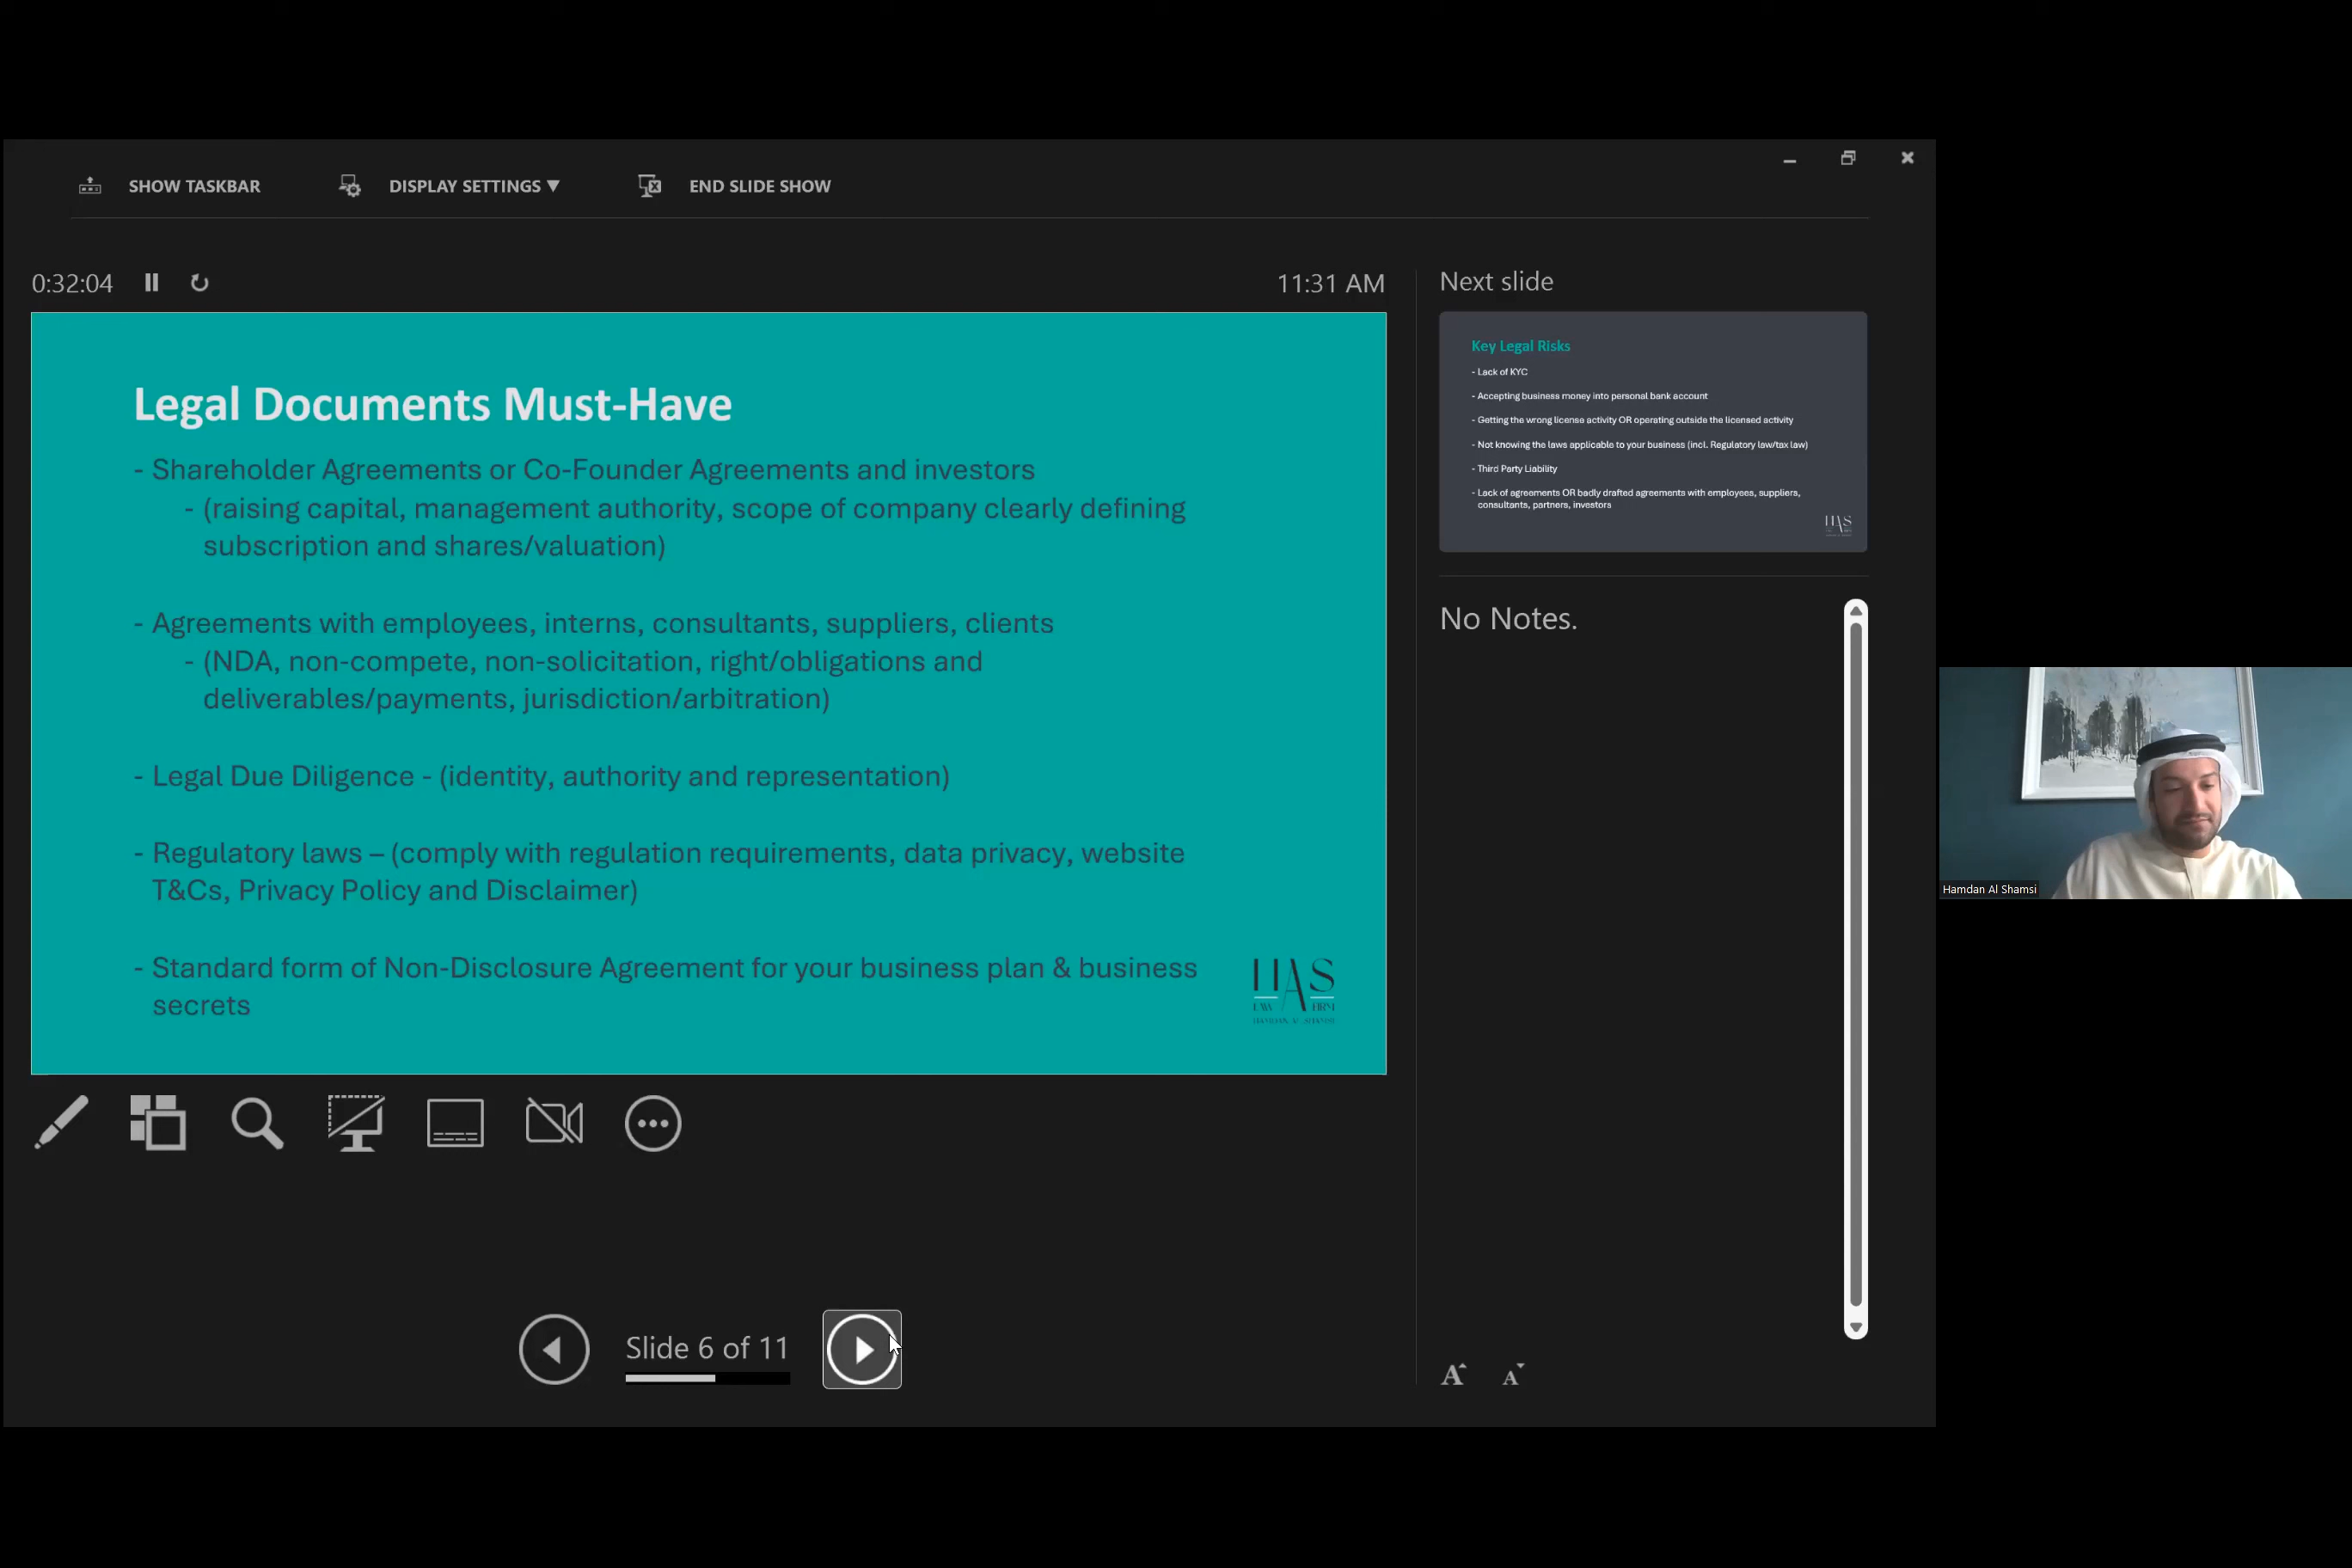 SHOW TASKBAR
DISPLAY SETTINGS ▼
END SLIDE SHOW
0:32:04
11:31 AM
Legal Documents Must-Have
- Shareholder Agreements or Co-Founder Agreements and investors
- (raising capital, management authority, scope of company clearly defining
subscription and shares/valuation)
- Agreements with employees, interns, consultants, suppliers, clients
- (NDA, non-compete, non-solicitation, right/obligations and
deliverables/payments, jurisdiction/arbitration)
- Legal Due Diligence - (identity, authority and representation)
- Regulatory laws – (comply with regulation requirements, data privacy, website
T&Cs, Privacy Policy and Disclaimer)
- Standard form of Non-Disclosure Agreement for your business plan & business
secrets
HAS
LAW FIRM
HAMDAN AL SHAMSI
Slide 6 of 11
Next slide
Key Legal Risks
- Lack of KYC
- Accepting business money into personal bank account
- Getting the wrong license activity OR operating outside the licensed activity
- Not knowing the laws applicable to your business (incl. Regulatory law/tax law)
- Third Party Liability
- Lack of agreements OR badly drafted agreements with employees, suppliers,
consultants, partners, investors
HAS
No Notes.
A A
Hamdan Al Shamsi